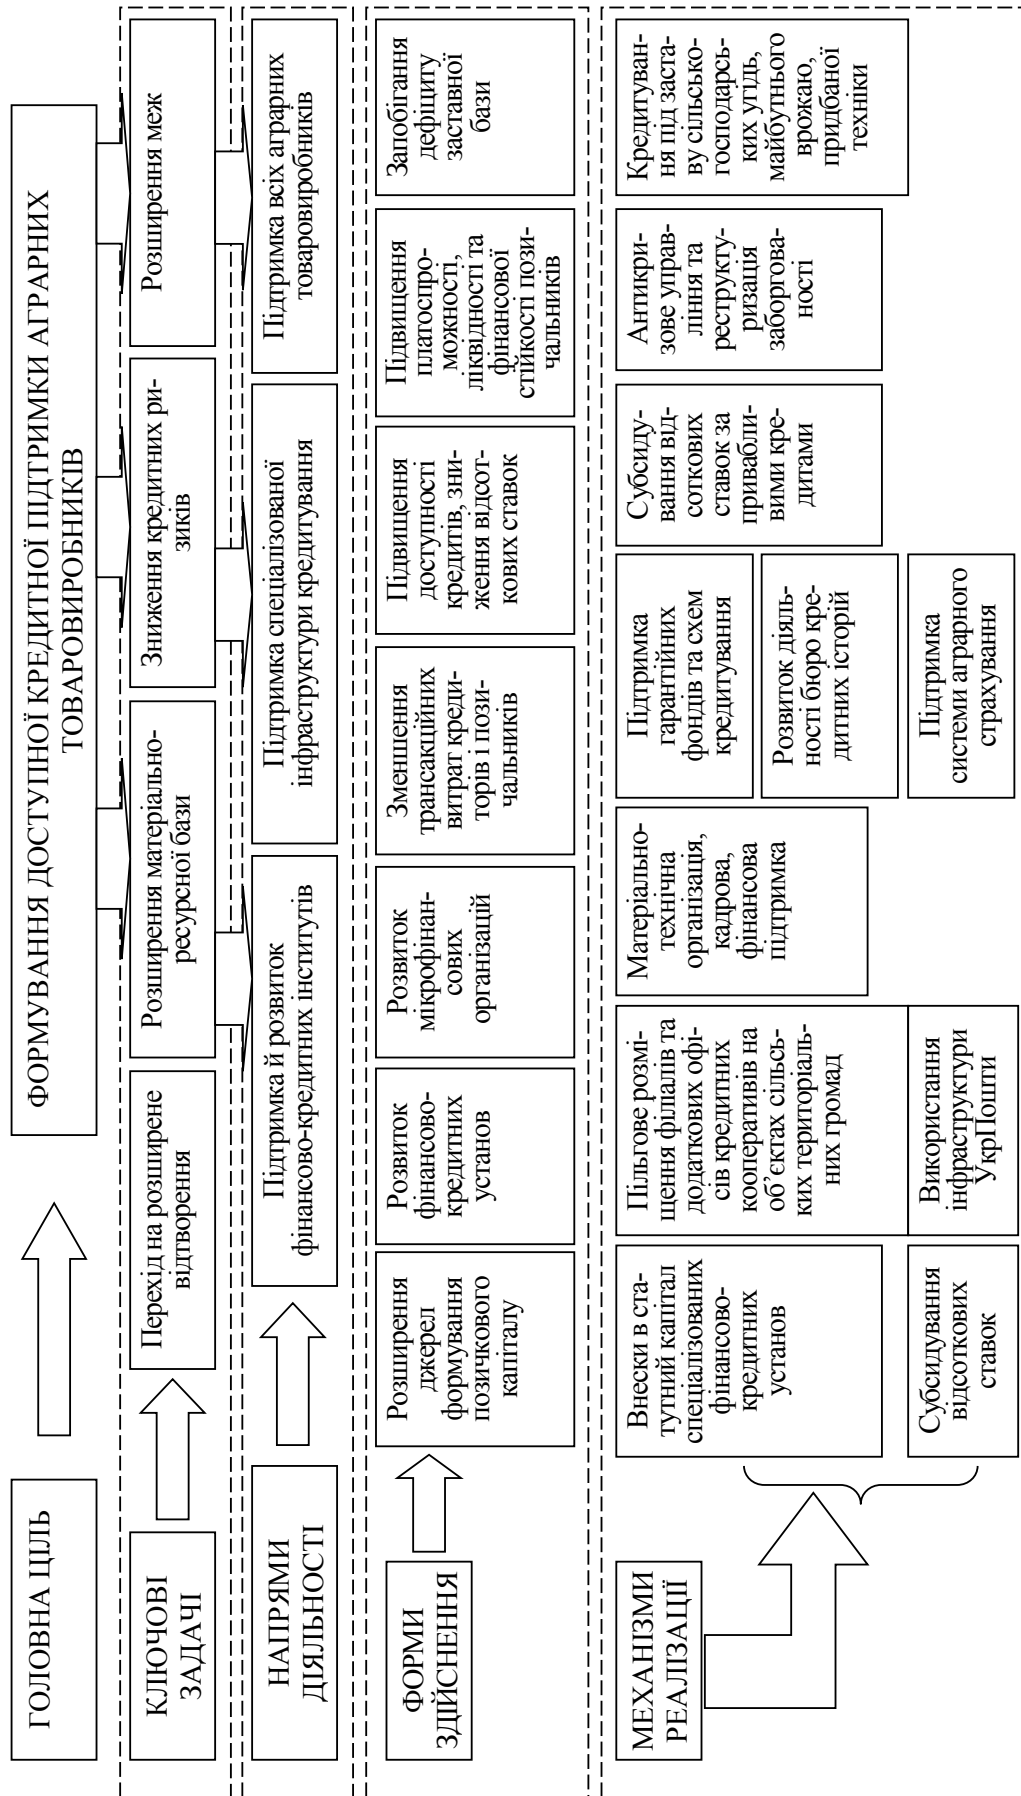 ГОЛОВНА ЦІЛЬ
ФОРМУВАННЯ ДОСТУПНОЇ КРЕДИТНОЇ ПІДТРИМКИ АГРАРНИХ
ТОВАРОВИРОБНИКІВ
КЛЮЧОВІ
ЗАДАЧІ
Перехід на розширене
відтворення
Розширення матеріально-
ресурсної бази
Зниження кредитних ри-
зиків
Розширення меж
НАПРЯМИ
ДІЯЛЬНОСТІ
Підтримка й розвиток
фінансово-кредитних інститутів
Підтримка спеціалізованої
інфраструктури кредитування
Підтримка всіх аграрних
товаровиробників
ФОРМИ
ЗДІЙСНЕННЯ
Розширення
джерел
формування
позичкового
капіталу
Розвиток
фінансово-
кредитних
установ
Розвиток
мікрофінан-
сових
організацій
Зменшення
трансакційних
витрат креди-
торів і пози-
чальників
Підвищення
доступності
кредитів, зни-
ження відсот-
кових ставок
Підвищення
платоспро-
можності,
ліквідності та
фінансової
стійкості пози-
чальників
Запобігання
дефіциту
заставної
бази
МЕХАНІЗМИ
РЕАЛІЗАЦІЇ
Внески в ста-
тутний капітал
спеціалізованих
фінансово-
кредитних
установ
Субсидування
відсоткових
ставок
Пільгове розмі-
щення філіалів та
додаткових офі-
сів кредитних
кооперативів на
об’єктах сільсь-
ких територіаль-
них громад
Використання
інфраструктури
УкрПошти
Матеріально-
технічна
організація,
кадрова,
фінансова
підтримка
Підтримка
гарантійних
фондів та схем
кредитування
Розвиток діяль-
ності бюро кре-
дитних історій
Підтримка
системи аграрного
страхування
Субсиду-
вання від-
соткових
ставок за
привабли-
вими кре-
дитами
Антикри-
зове управ-
ління та
реструкту-
ризація
заборгова-
ності
Кредитуван-
ня під заста-
ву сільсько-
господарсь-
ких угідь,
майбутнього
врожаю,
придбаної
техніки